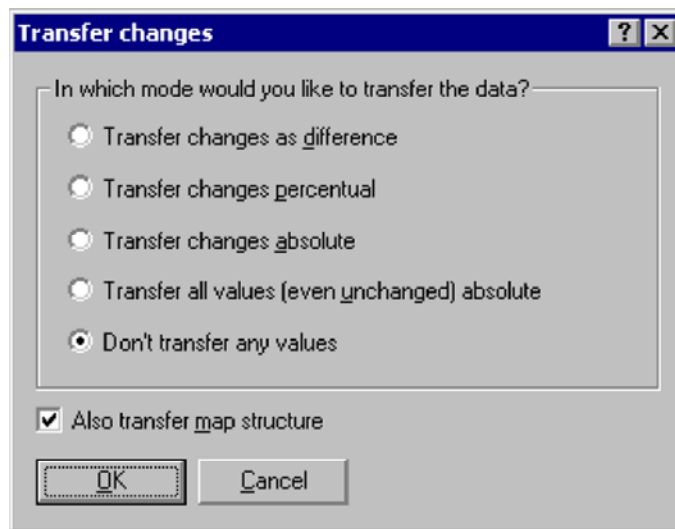 Transfer changes
In which mode would you like to transfer the data?
Transfer changes as difference
Transfer changes percentual
Transfer changes absolute
Transfer all values (even unchanged) absolute
Don't transfer any values
Also transfer map structure
OK Cancel